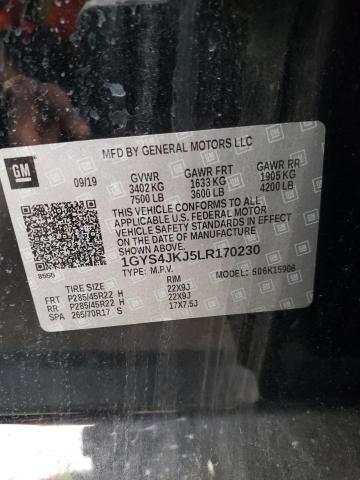 MFD BY GENERAL MOTORS LLC
GM
09/19
GVWR GAWR FRT GAWR RR
3402 KG 1633 KG 1905 KG
7500 LB 3600 LB 4200 LB
THIS VEHICLE CONFORMS TO ALL APPLICABLE U.S. FEDERAL MOTOR
VEHICLE SAFETY STANDARDS IN EFFECT ON THE DATE OF
MANUFACTURE SHOWN ABOVE.
1GYS4JKJ5LR170230
8555 TYPE: M.P.V. MODEL: S06K15906
TIRE SIZE RIM
FRT P285/45R22 H 22X9J
RR P285/45R22 H 22X9J
SPA 265/70R17 S 17X7.5J